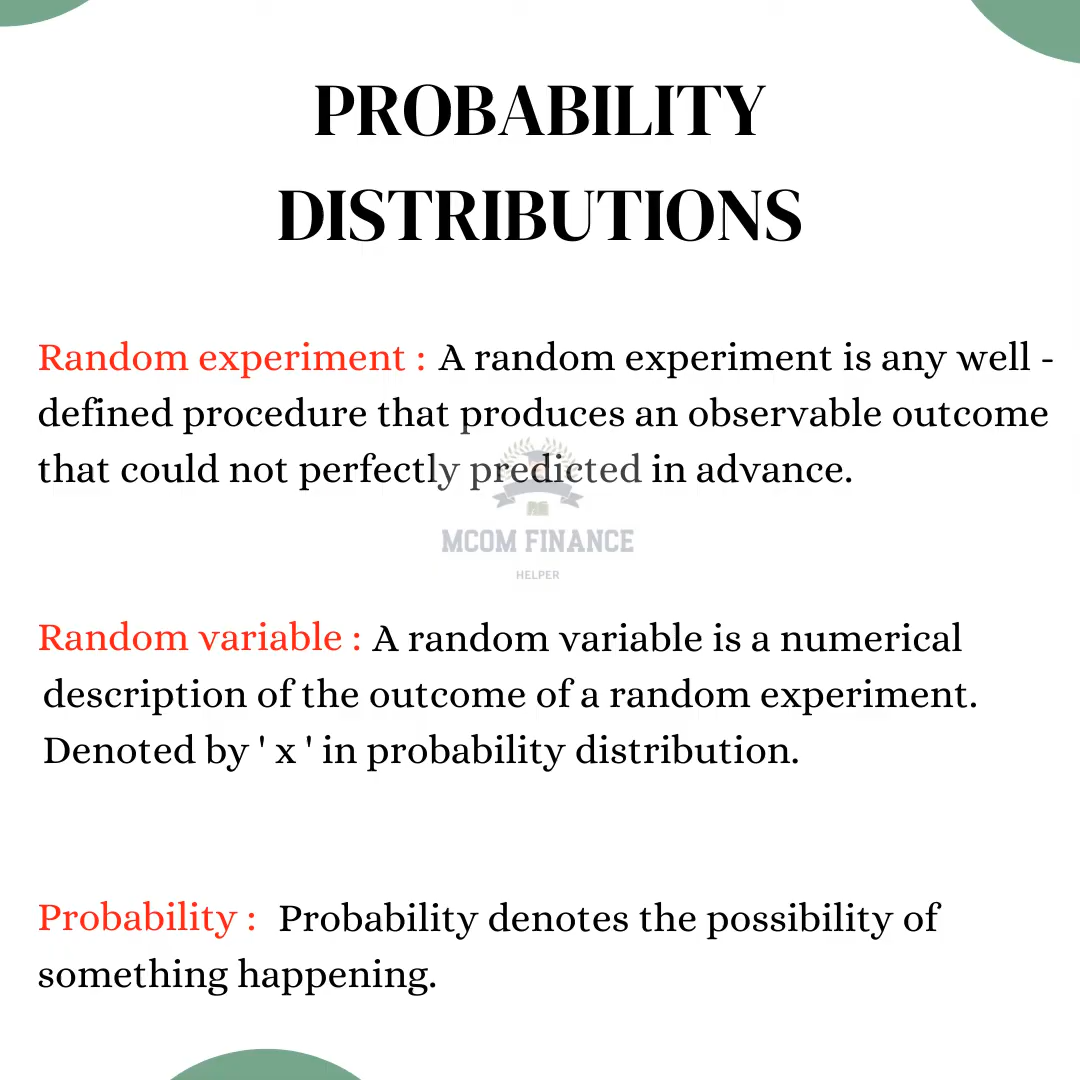 PROBABILITY
DISTRIBUTIONS
Random experiment : A random experiment is any well -
defined procedure that produces an observable outcome
that could not perfectly predicted in advance.
MCOM FINANCE
HELPER
Random variable : A random variable is a numerical
description of the outcome of a random experiment.
Denoted by ' x ' in probability distribution.
Probability : Probability denotes the possibility of
something happening.